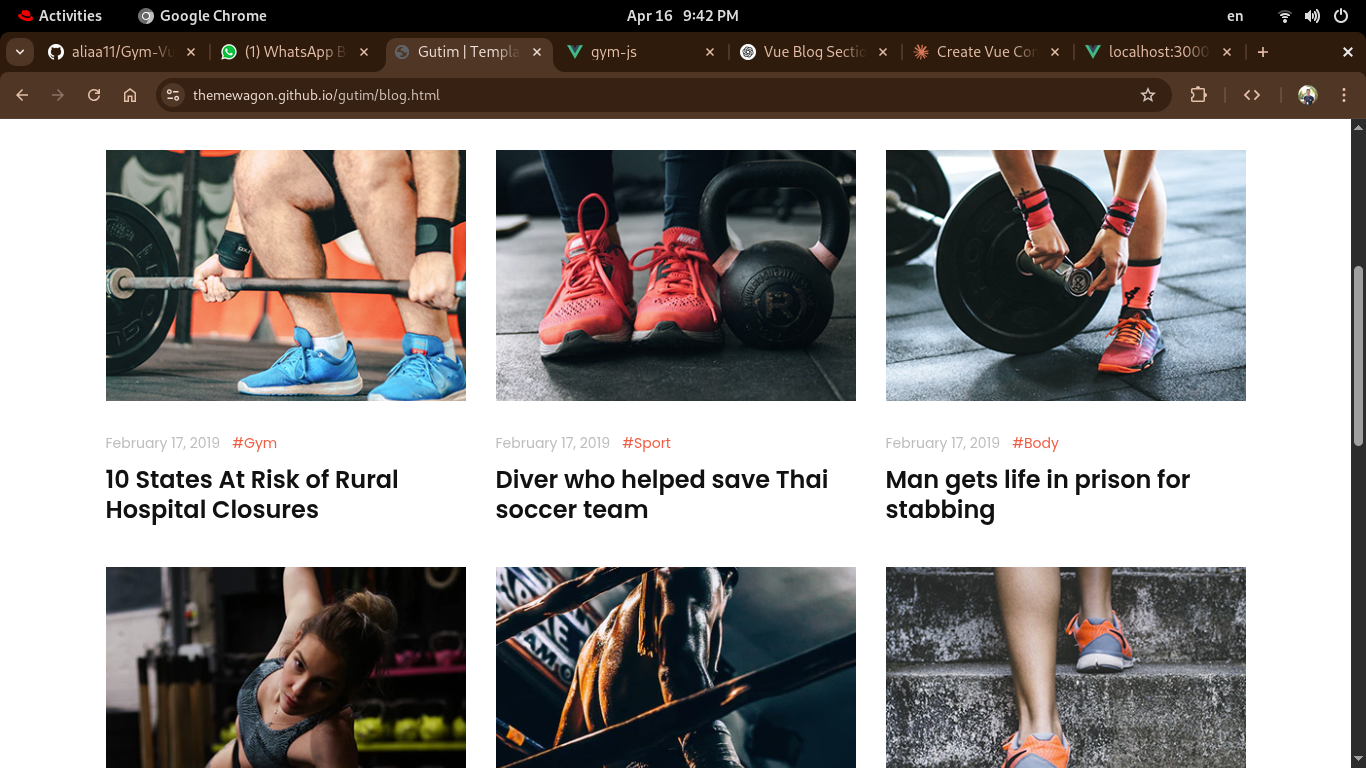 Activities
Google Chrome
Apr 16 9:42 PM
en
aliaa11/Gym-Vu
(1) WhatsApp B
Gutim | Templa
gym-js
Vue Blog Sectio
Create Vue Con
localhost:3000
themewagon.github.io/gutim/blog.html
NIKE
R
February 17, 2019 #Gym
10 States At Risk of Rural
Hospital Closures
February 17, 2019 #Sport
Diver who helped save Thai
soccer team
February 17, 2019 #Body
Man gets life in prison for
stabbing